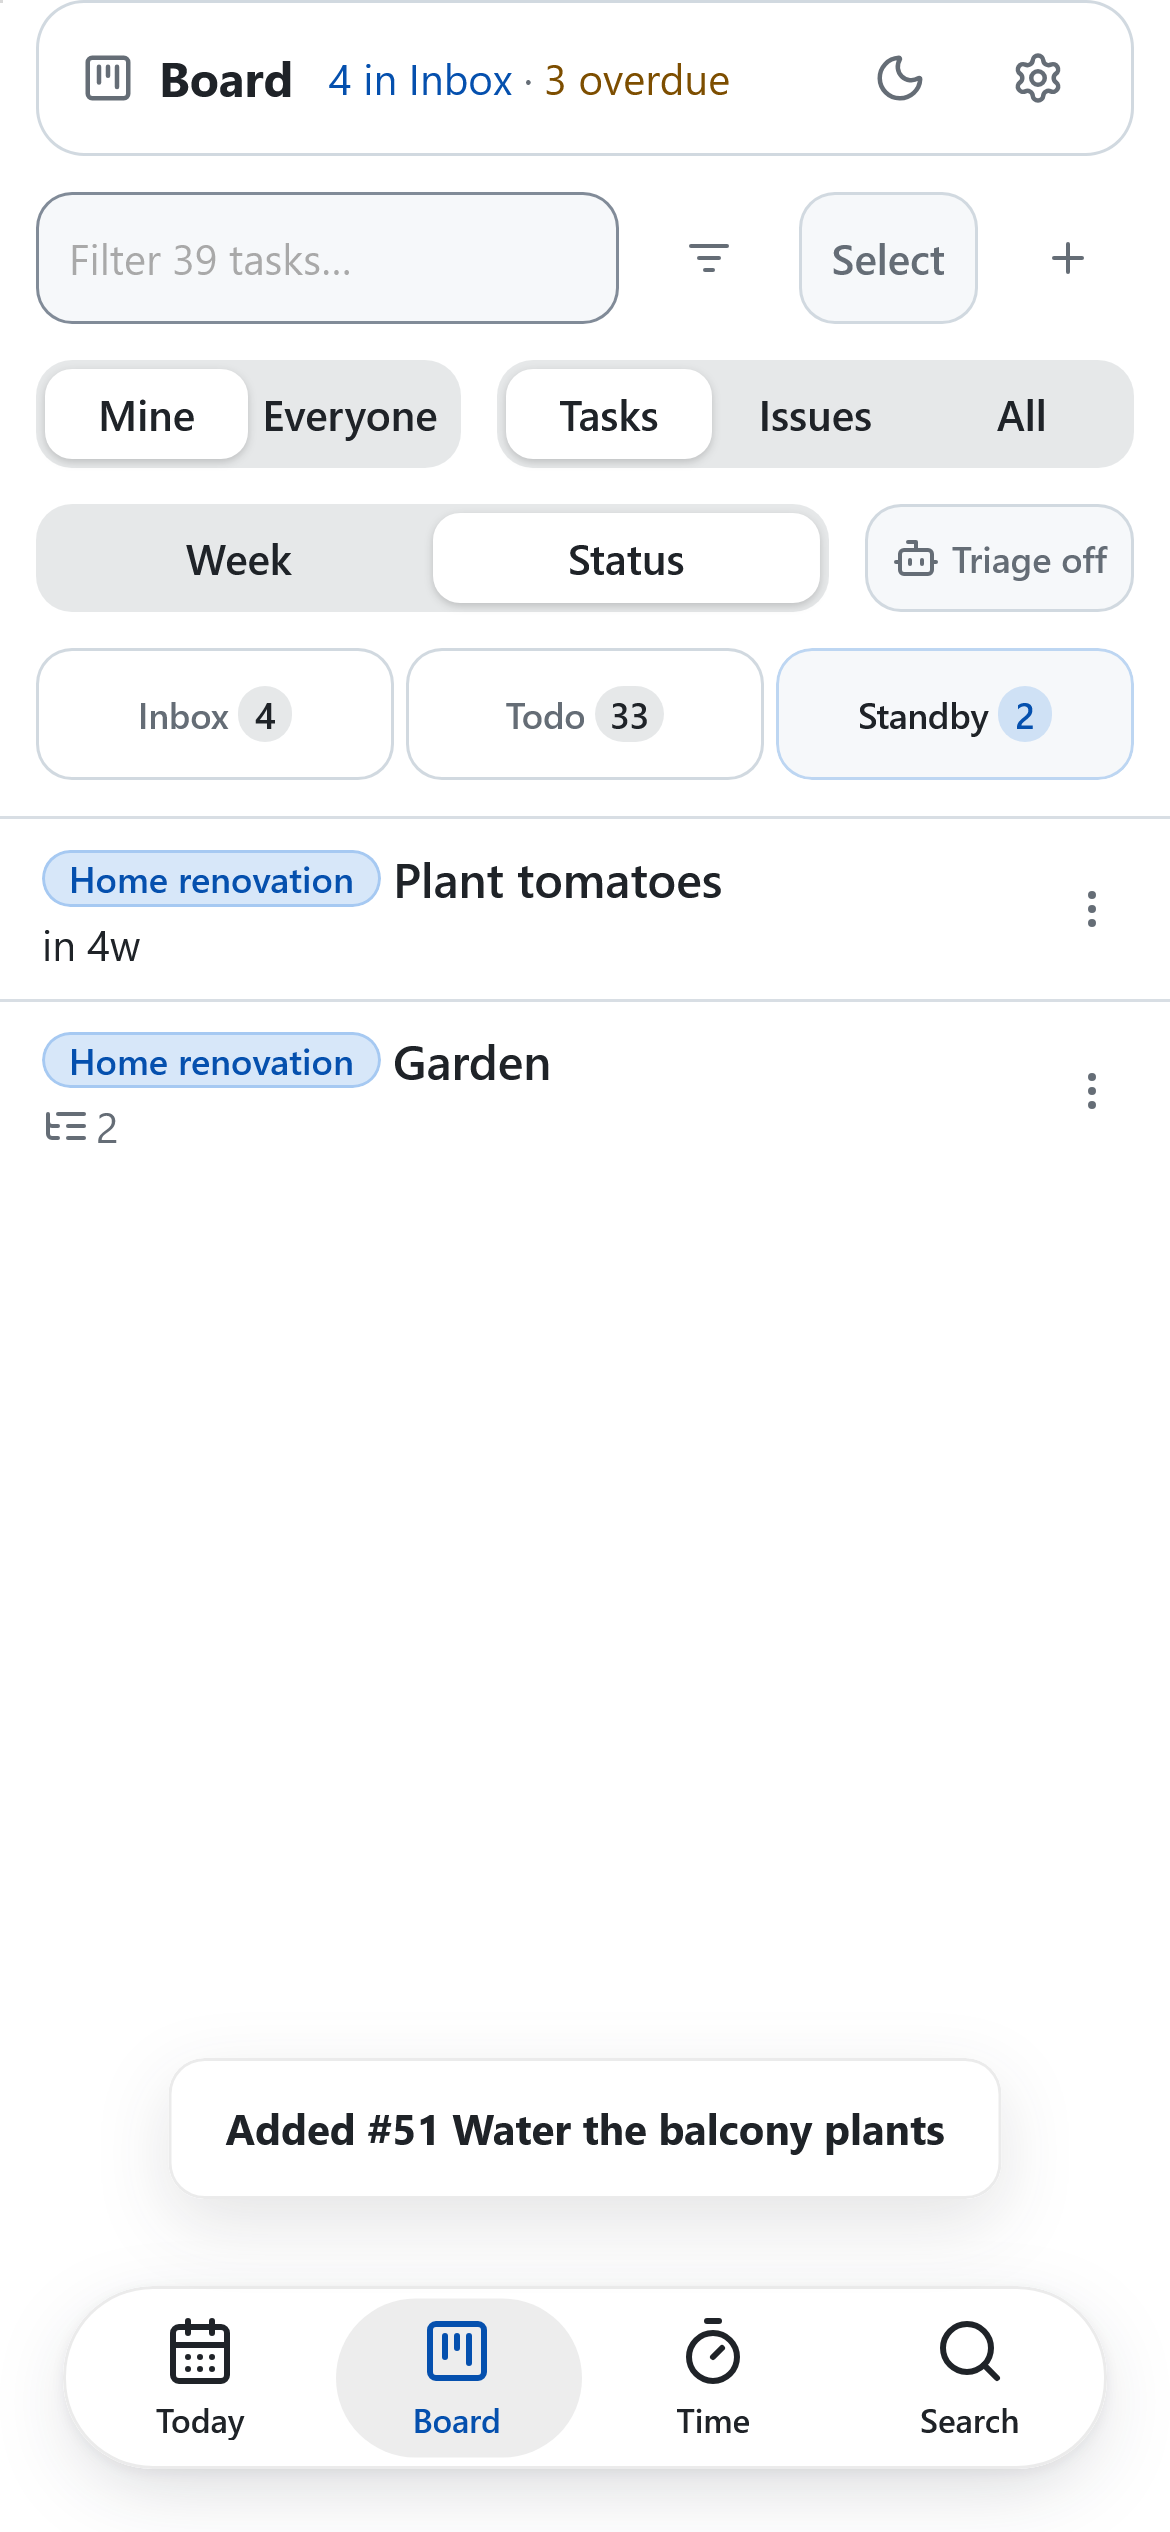 Board 4 in Inbox · 3 overdue
Filter 39 tasks...
Select
Mine Everyone
Tasks Issues All
Week Status
Triage off
Inbox 4
Todo 33
Standby 2
Home renovation Plant tomatoes
in 4w
Home renovation Garden
2
Added #51 Water the balcony plants
Today Board Time Search